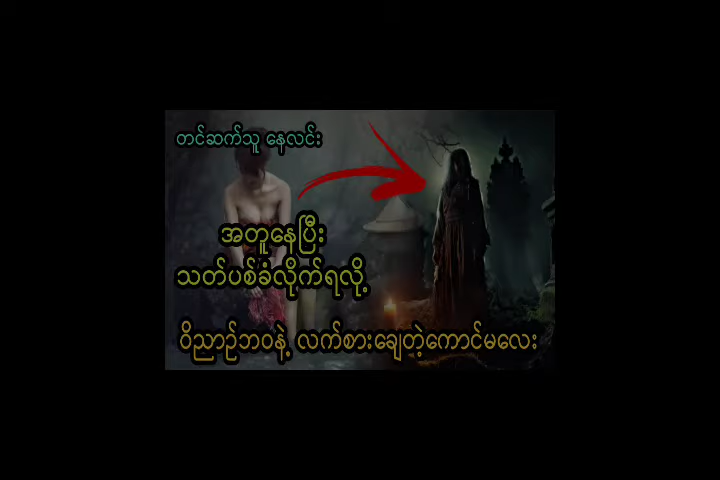 တင်ဆက်သူ နေလင်း
အတူနေပြီး
သတ်ပစ်ခံလိုက်ရလို့
ဝိညာဉ်ဘဝနဲ့ လက်စားချေတဲ့ကောင်မလေး